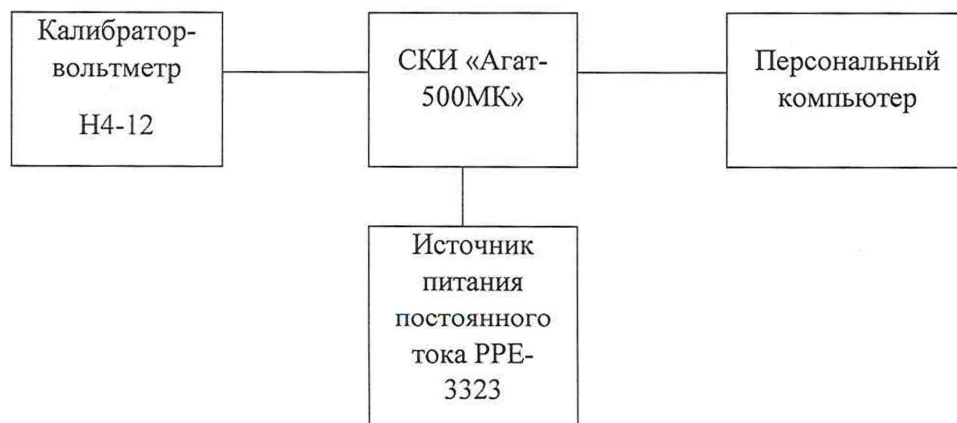 Калибратор-
вольтметр
Н4-12
СКИ «Агат-
500МК»
Персональный
компьютер
Источник
питания
постоянного
тока PPE-
3323